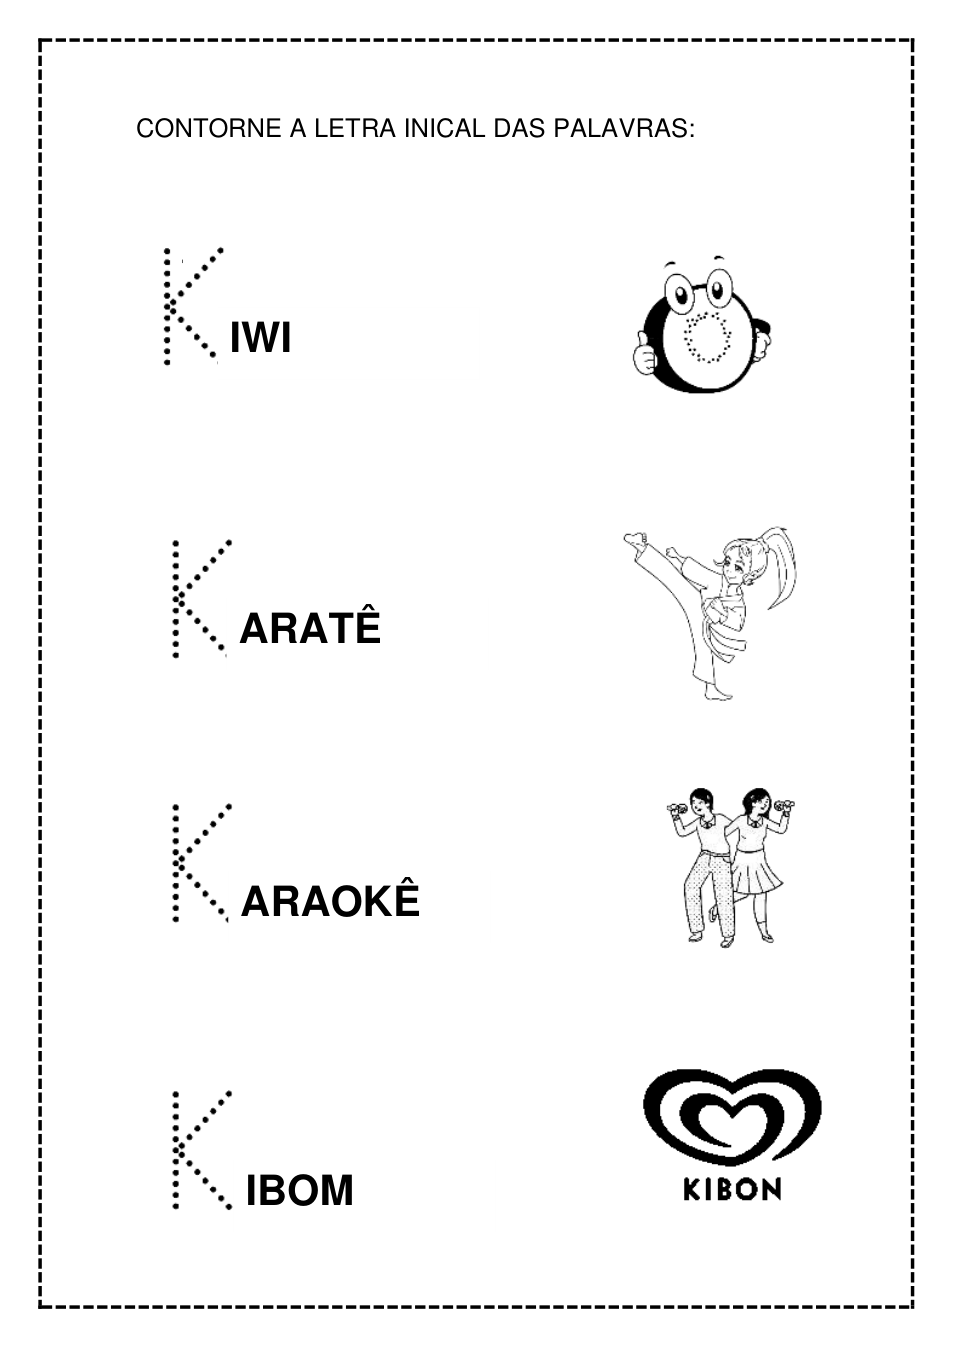 CONTORNE A LETRA INICAL DAS PALAVRAS:
KIWI
KARATÊ
KARAOKÊ
KIBOM
KIBON